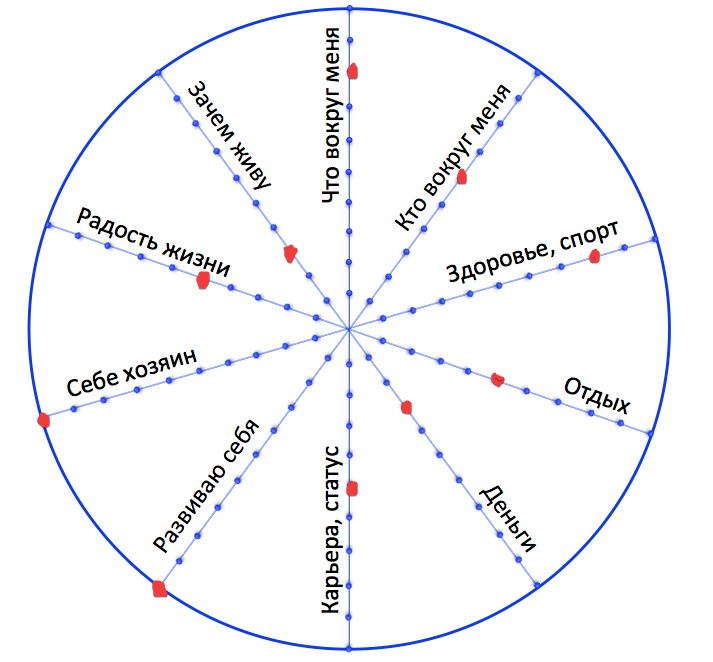 Что вокруг меня
Кто вокруг меня
Здоровье, спорт
Отдых
Деньги
Карьера, статус
Развиваю себя
Себе хозяин
Радость жизни
Зачем живу